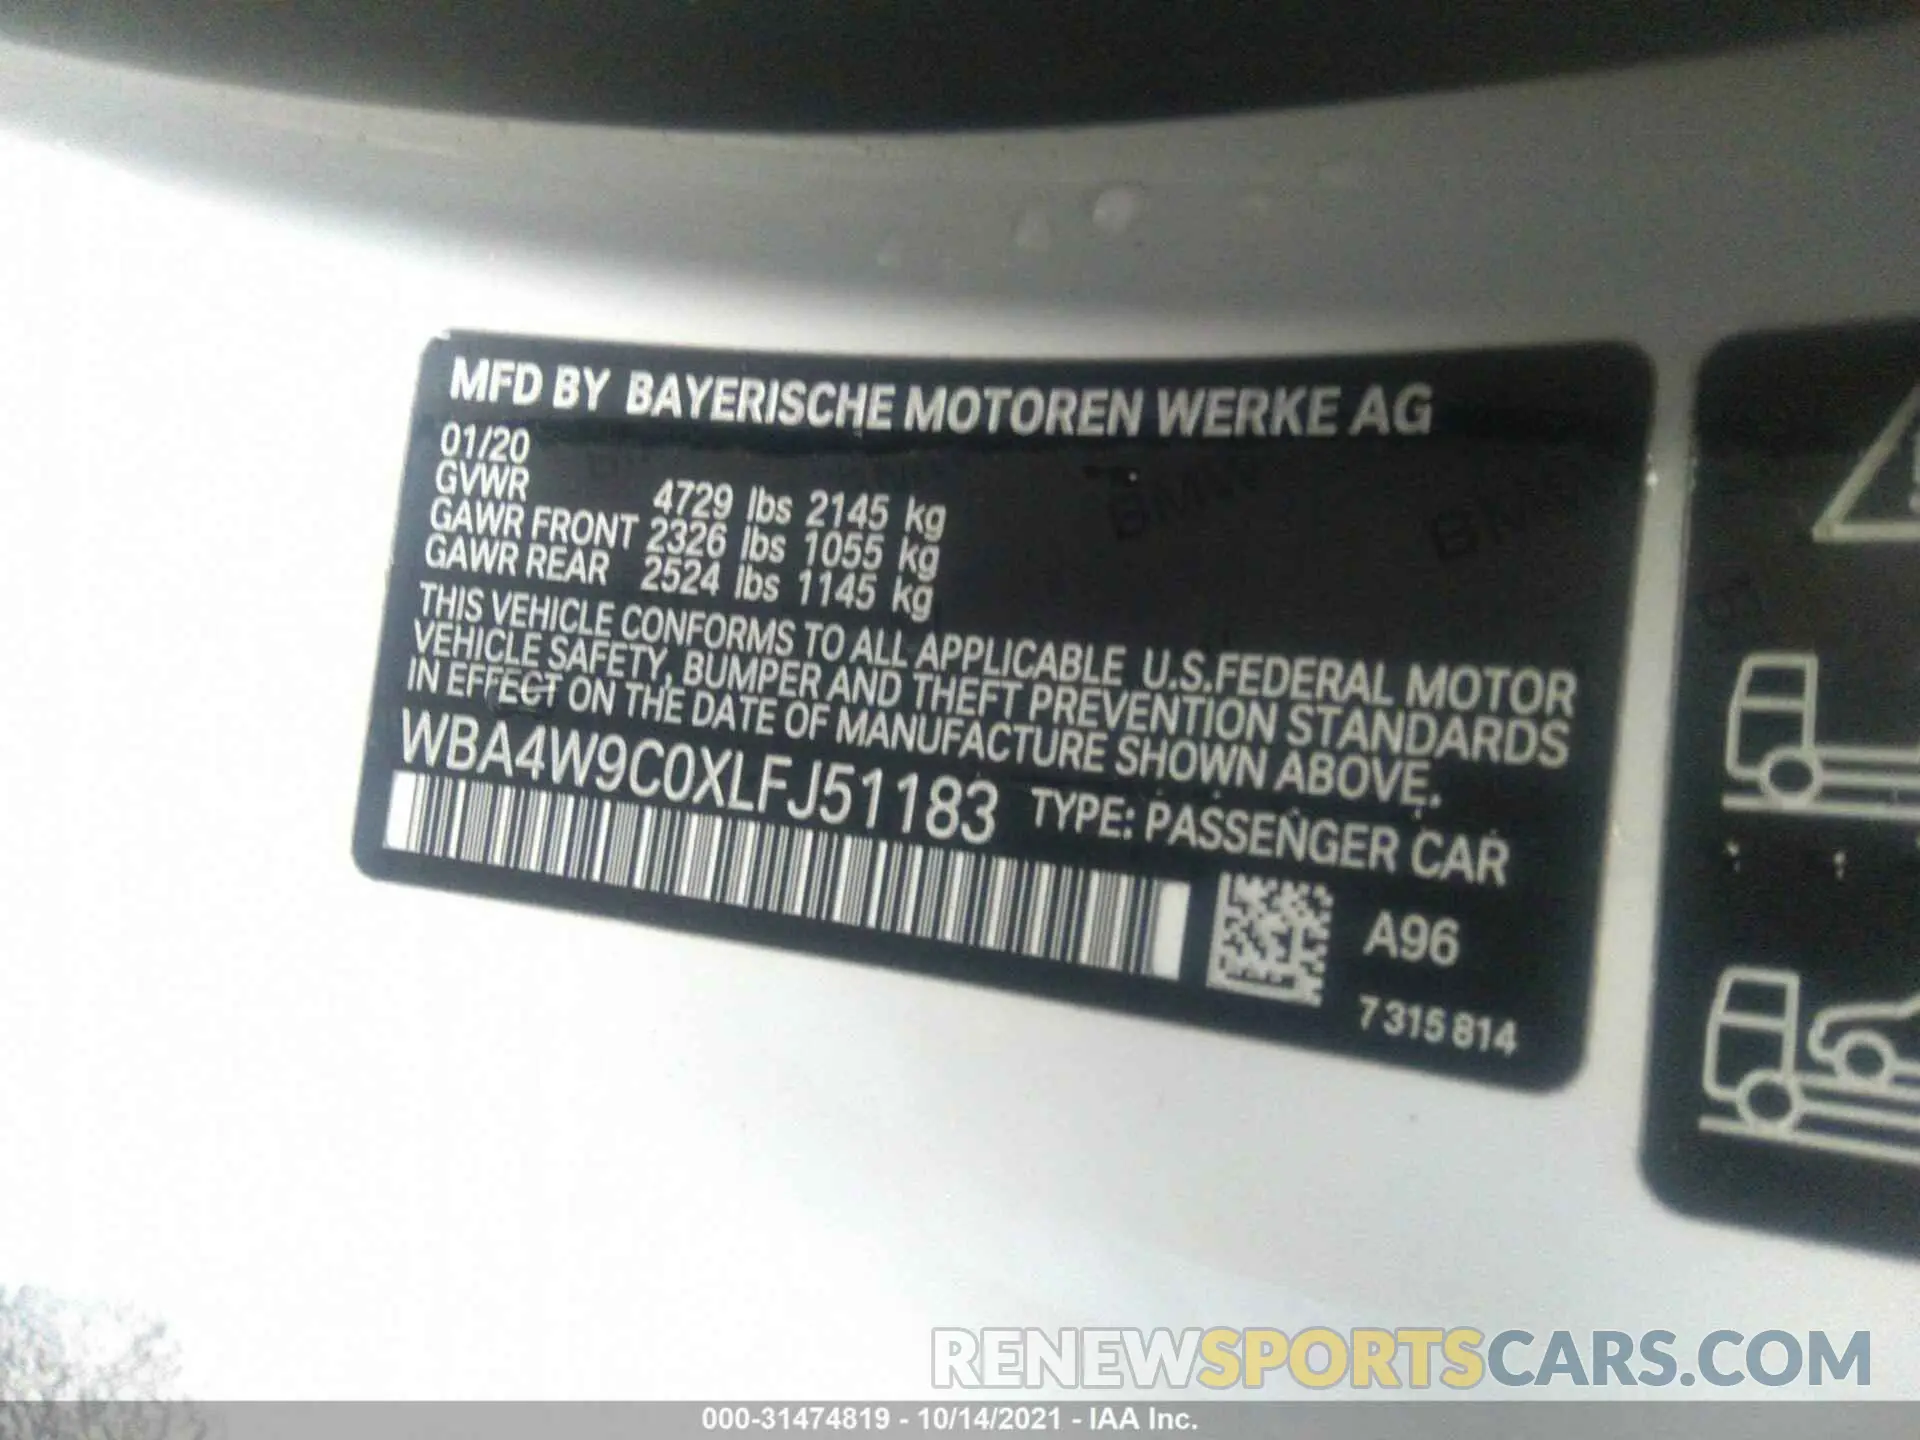 MFD BY BAYERISCHE MOTOREN WERKE AG
01/20
GVWR 4729 lbs 2145 kg
GAWR FRONT 2326 lbs 1055 kg
GAWR REAR 2524 lbs 1145 kg
THIS VEHICLE CONFORMS TO ALL APPLICABLE U.S.FEDERAL MOTOR
VEHICLE SAFETY, BUMPER AND THEFT PREVENTION STANDARDS
IN EFFECT ON THE DATE OF MANUFACTURE SHOWN ABOVE.
WBA4W9C0XLFJ51183 TYPE: PASSENGER CAR
A96
7 315 814
RENEWSPORTSCARS.COM
000-31474819 - 10/14/2021 - IAA Inc.